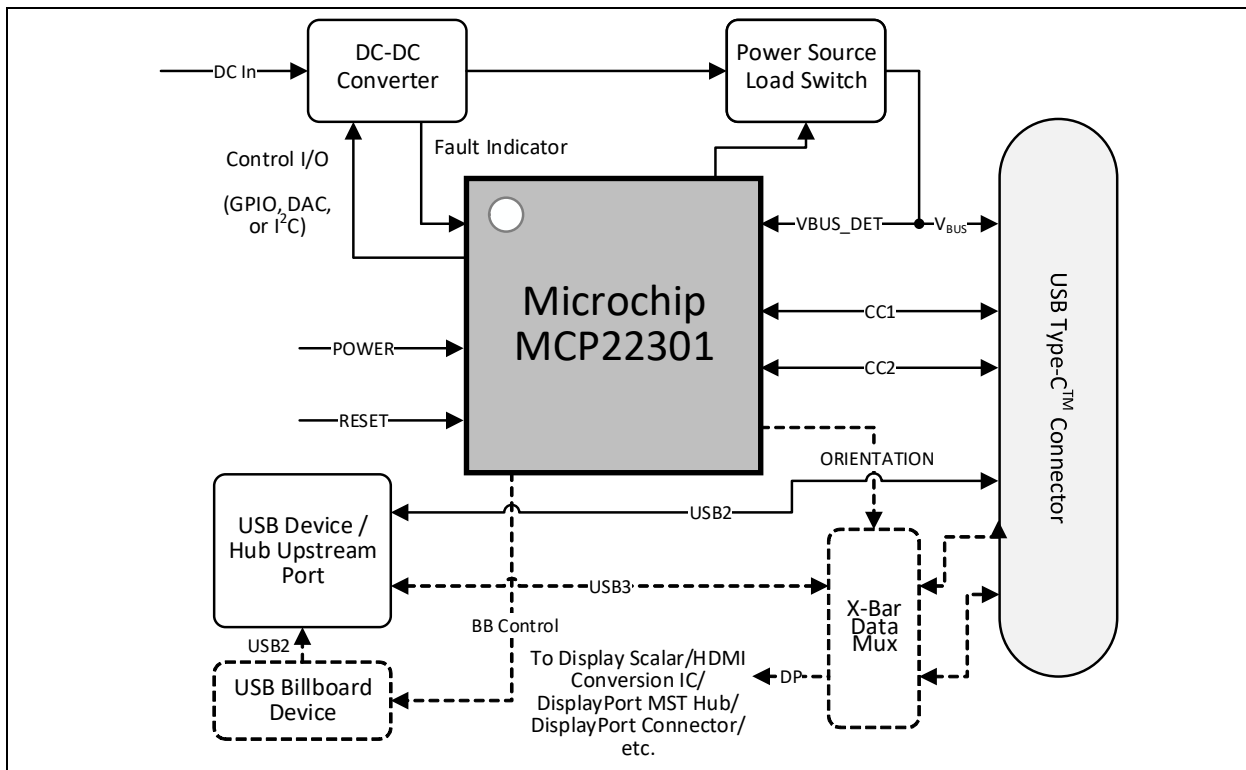 DC In
DC-DC
Converter
Power Source
Load Switch
Control I/O
(GPIO, DAC,
or I²C)
Fault Indicator
VBUS_DET
VBUS
Microchip
MCP22301
CC1
CC2
POWER
RESET
USB Type-C™ Connector
ORIENTATION
USB Device /
Hub Upstream
Port
USB2
USB3
X-Bar
Data
Mux
BB Control
USB2
USB Billboard
Device
To Display Scalar/HDMI
Conversion IC/
DisplayPort MST Hub/
DisplayPort Connector/
etc.
DP